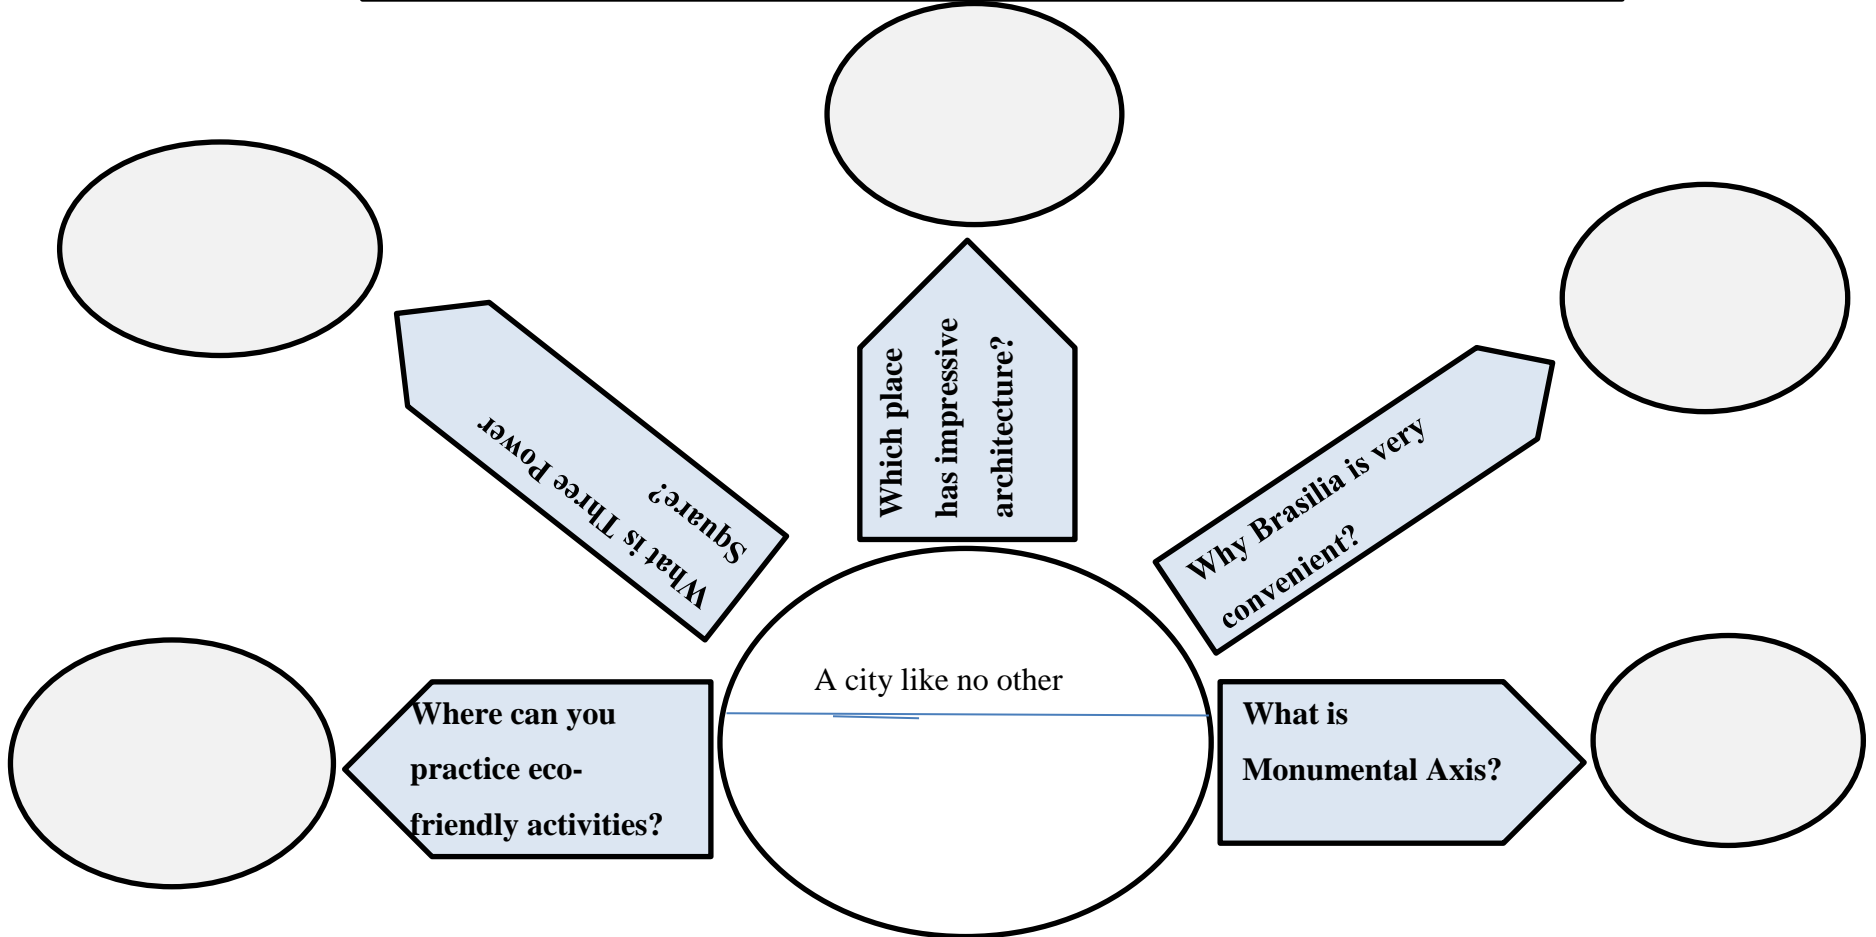 Which place
has impressive
architecture?
What is Three Power
Square?
Why Brasilia is very
convenient?
A city like no other
Where can you
practice eco-
friendly activities?
What is
Monumental Axis?